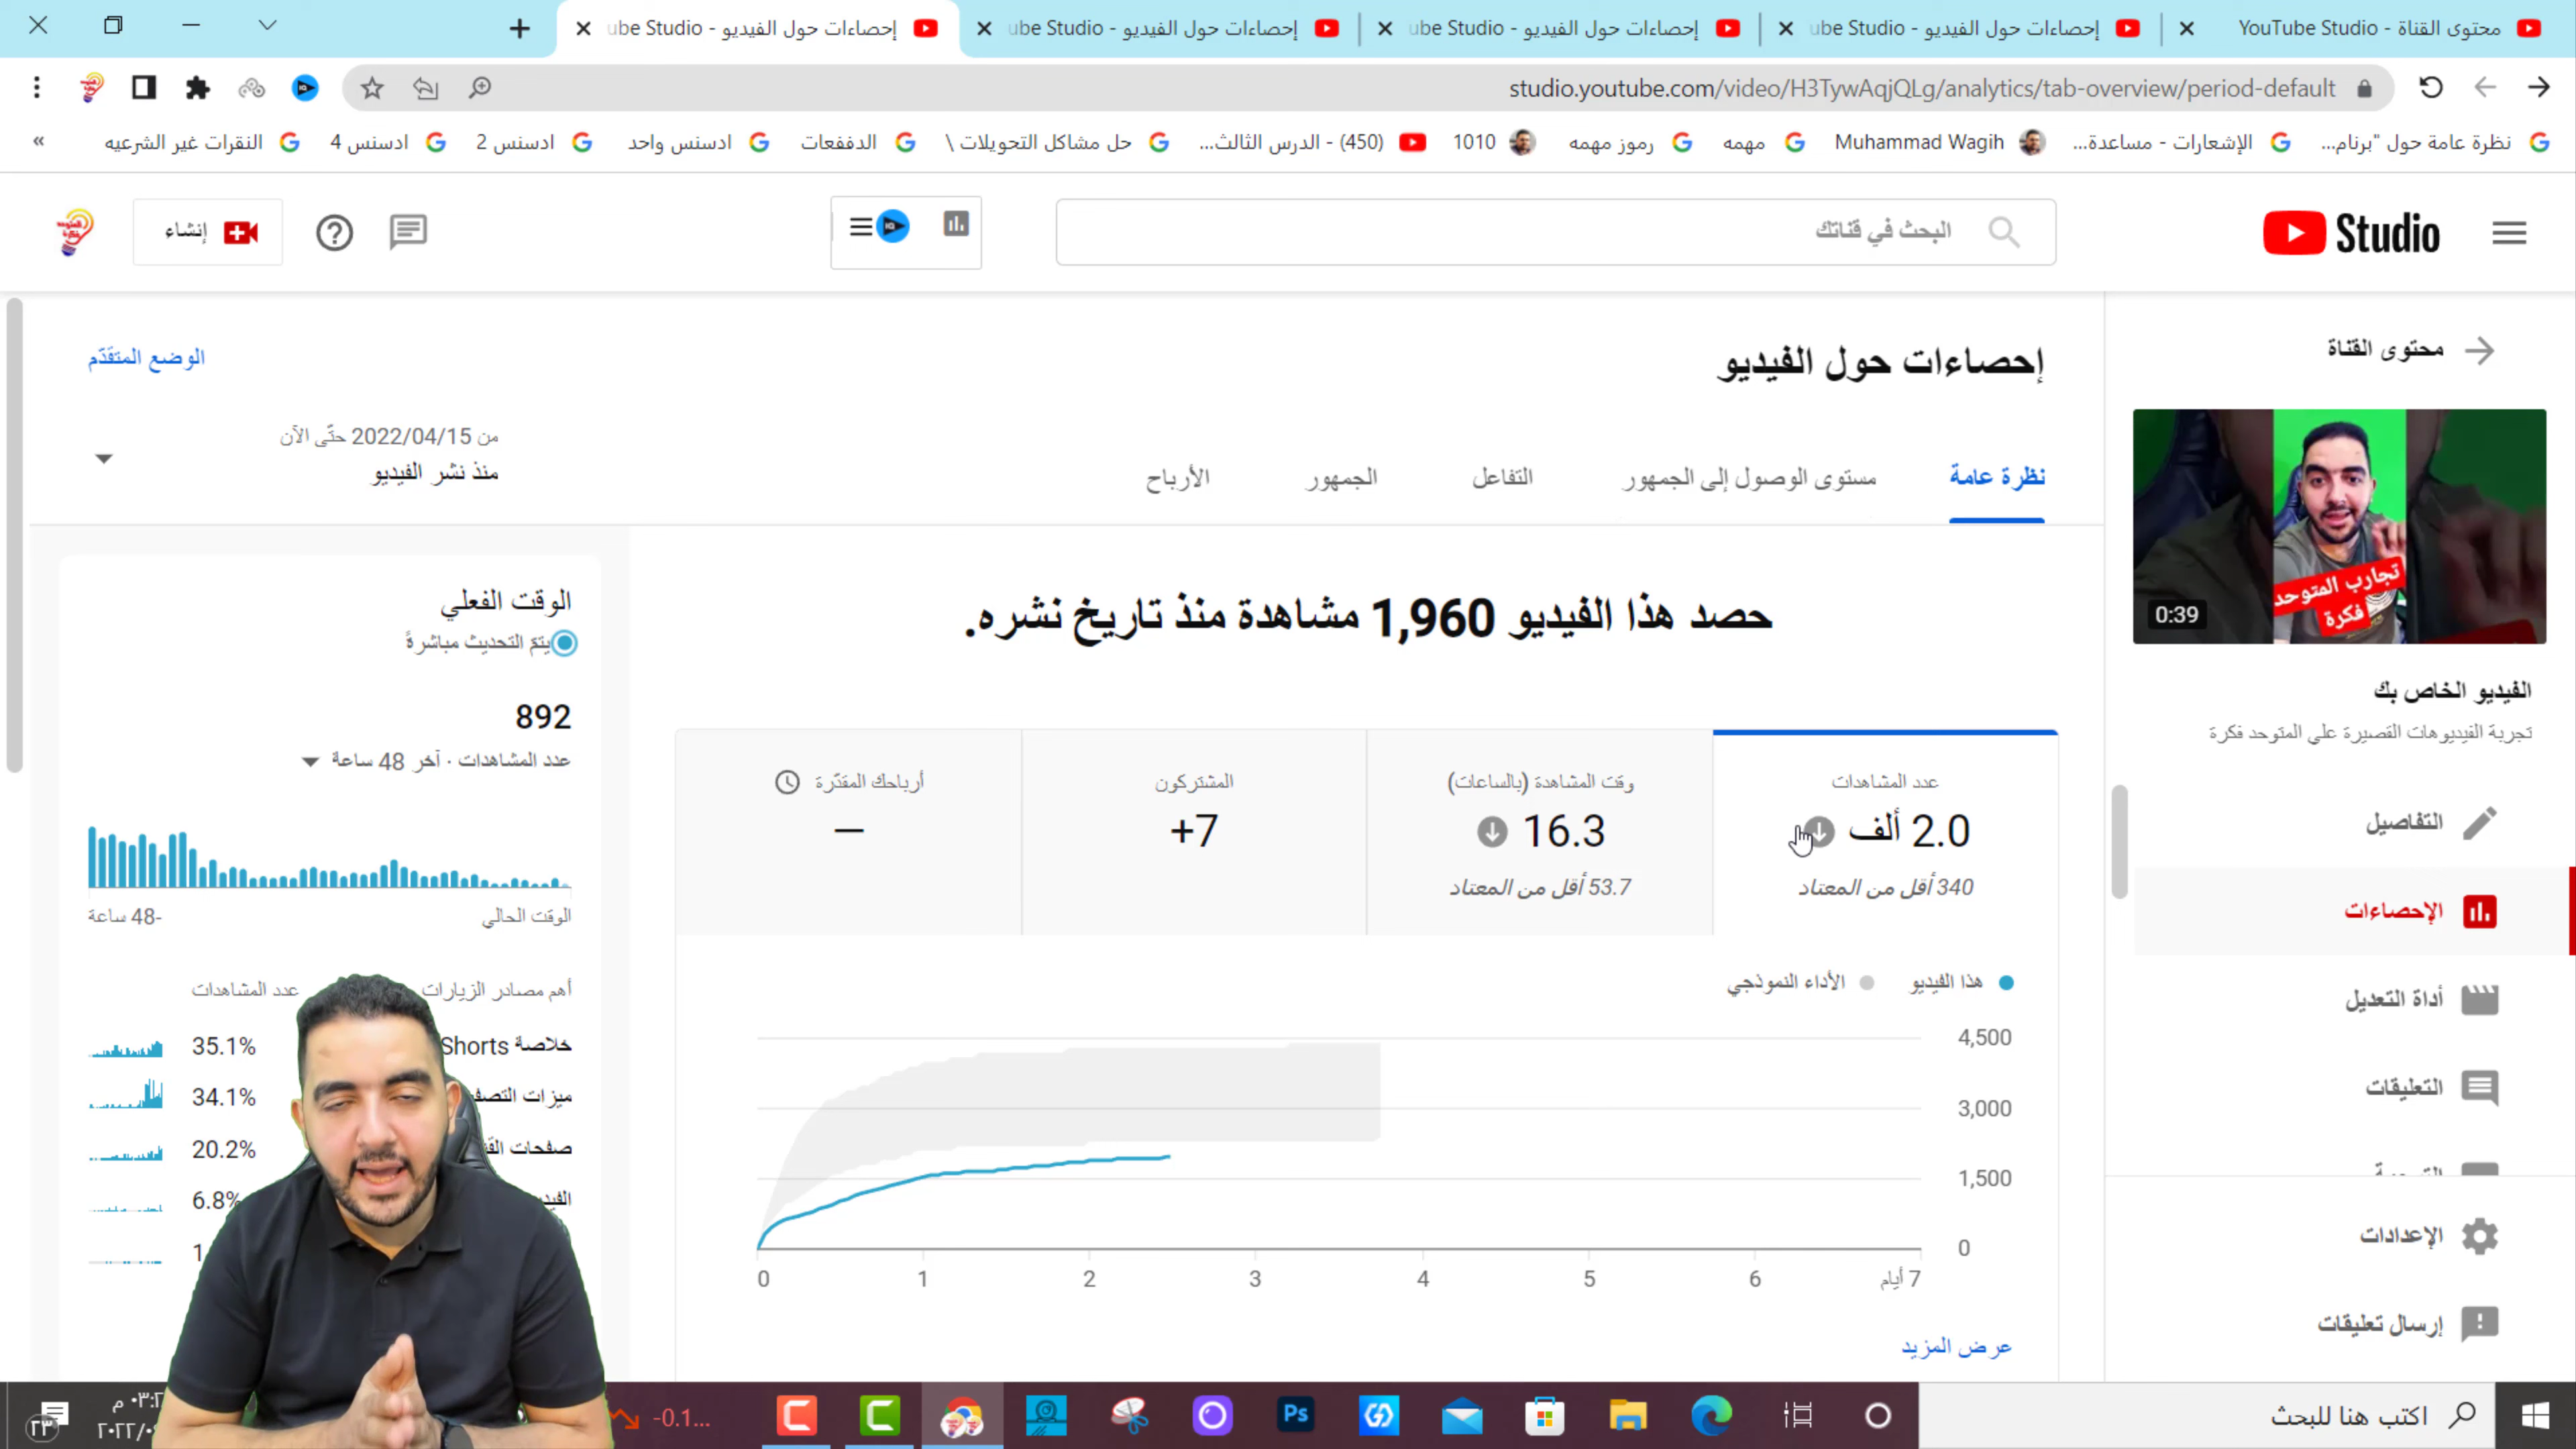 محتوى القناة - YouTube Studio
إحصاءات حول الفيديو - ube Studio
إحصاءات حول الفيديو - ube Studio
إحصاءات حول الفيديو - ube Studio
إحصاءات حول الفيديو - ube Studio
studio.youtube.com/video/H3TywAqjQLg/analytics/tab-overview/period-default
نظرة عامة حول "برنام...
الإشعارات - مساعدة...
Muhammad Wagih
مهمه
رموز مهمه
1010
(450) - الدرس الثالث...
حل مشاكل التحويلات \
الدفقعات
ادسنس واحد
ادسنس 2
ادسنس 4
النقرات غير الشرعيه
»
Studio
البحث في قناتك
إنشاء
محتوى القناة
تجارب المتوحد
فكرة
0:39
الفيديو الخاص بك
تجربة الفيديوهات القصيرة علي المتوحد فكرة
التفاصيل
الإحصاءات
أداة التعديل
التعليقات
الإعدادات
إرسال تعليقات
إحصاءات حول الفيديو
الوضع المتقدّم
نظرة عامة
مستوى الوصول إلى الجمهور
التفاعل
الجمهور
الأرباح
من 2022/04/15 حتّى الآن
منذ نشر الفيديو
حصد هذا الفيديو 1,960 مشاهدة منذ تاريخ نشره.
عدد المشاهدات
2.0 ألف
340 أقل من المعتاد
وقت المشاهدة (بالساعات)
16.3
53.7 أقل من المعتاد
المشتركون
+7
أرباحك المقدّرة
—
هذا الفيديو
الأداء النموذجي
4,500
3,000
1,500
0
0 1 2 3 4 5 6 7 أيام
عرض المزيد
الوقت الفعلي
يتمّ التحديث مباشرةً
892
عدد المشاهدات · آخر 48 ساعة
-48 ساعة
الوقت الحالي
أهم مصادر الزيارات
عدد المشاهدات
خلاصة Shorts
35.1%
ميزات التصف
34.1%
صفحات
20.2%
6.8%
اكتب هنا للبحث
Ps
-0.1...
٢٣